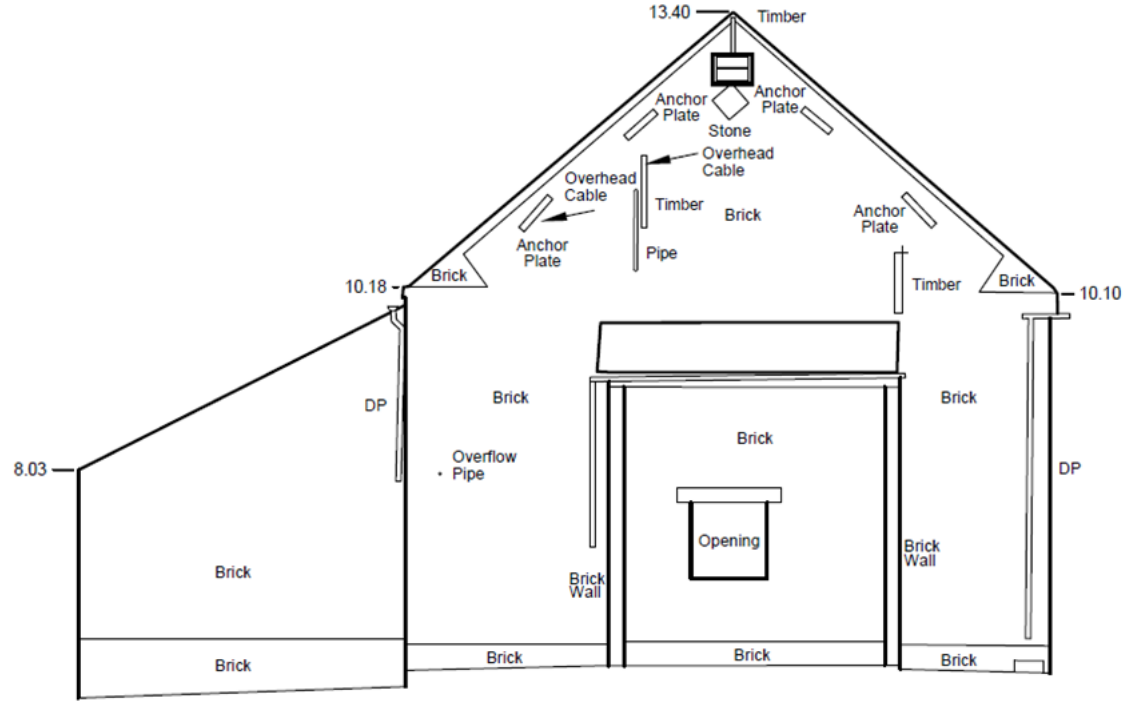 13.40
Timber
Anchor
Plate
Anchor
Plate
Stone
Overhead
Cable
Overhead
Cable
Timber
Brick
Anchor
Plate
Anchor
Plate
Pipe
Brick
Brick
Timber
10.18
10.10
Brick
Brick
DP
Brick
Overflow
Pipe
8.03
DP
Opening
Brick
Wall
Brick
Brick
Wall
Brick
Brick
Brick
Brick